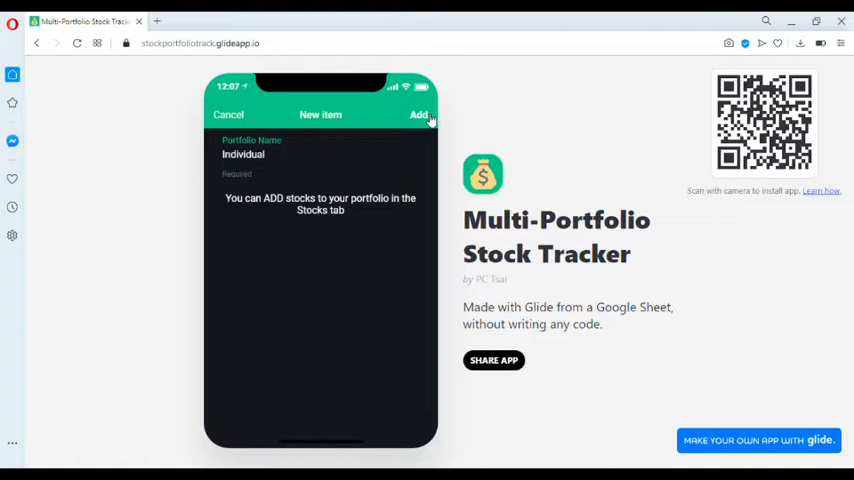 Multi-Portfolio Stock Tracker
stockportfoliotrack.glideapp.io
12:07
Cancel
New item
Add
Portfolio Name
Individual
Required
You can ADD stocks to your portfolio in the
Stocks tab
Scan with camera to install app. Learn how.
Multi-Portfolio
Stock Tracker
by PC Tsai
Made with Glide from a Google Sheet,
without writing any code.
SHARE APP
MAKE YOUR OWN APP WITH glide.